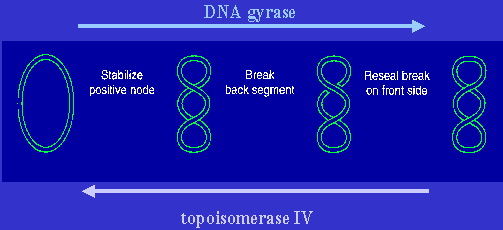 DNA gyrase
Stabilize
positive node
Break
back segment
Reseal break
on front side
topoisomerase IV